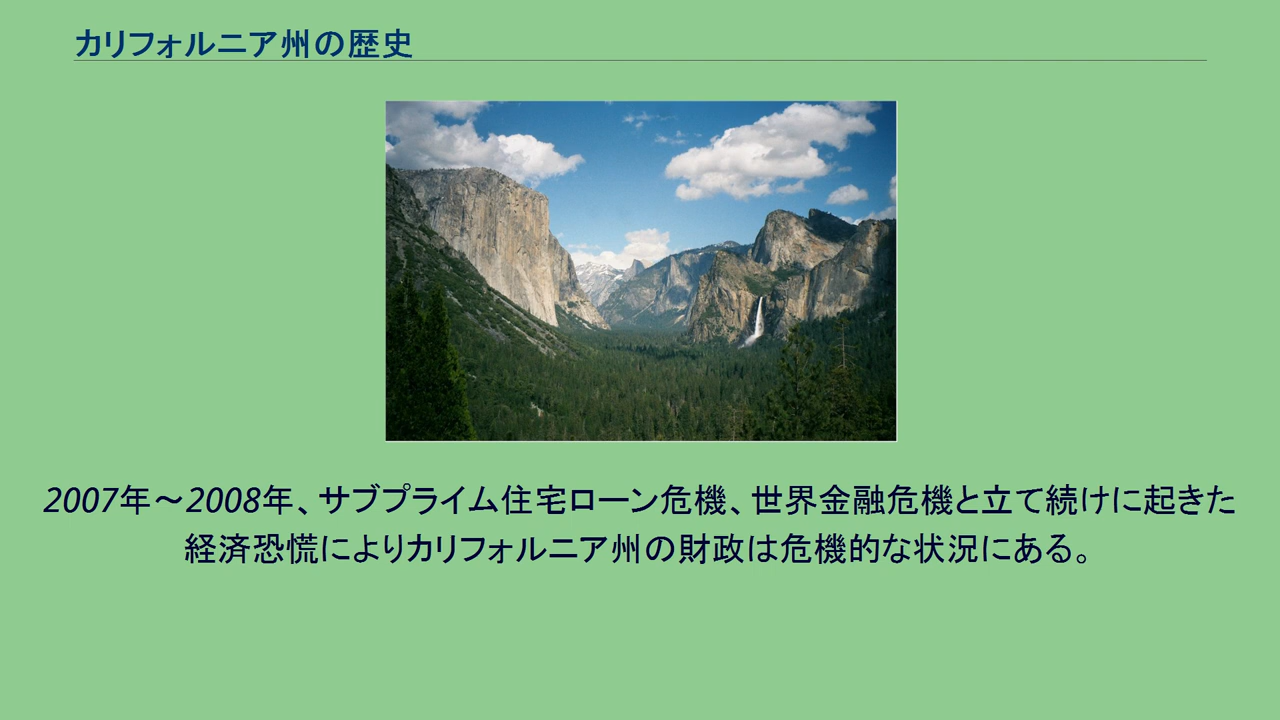 カリフォルニア州の歴史
2007年～2008年、サブプライム住宅ローン危機、世界金融危機と立て続けに起きた
経済恐慌によりカリフォルニア州の財政は危機的な状況にある。